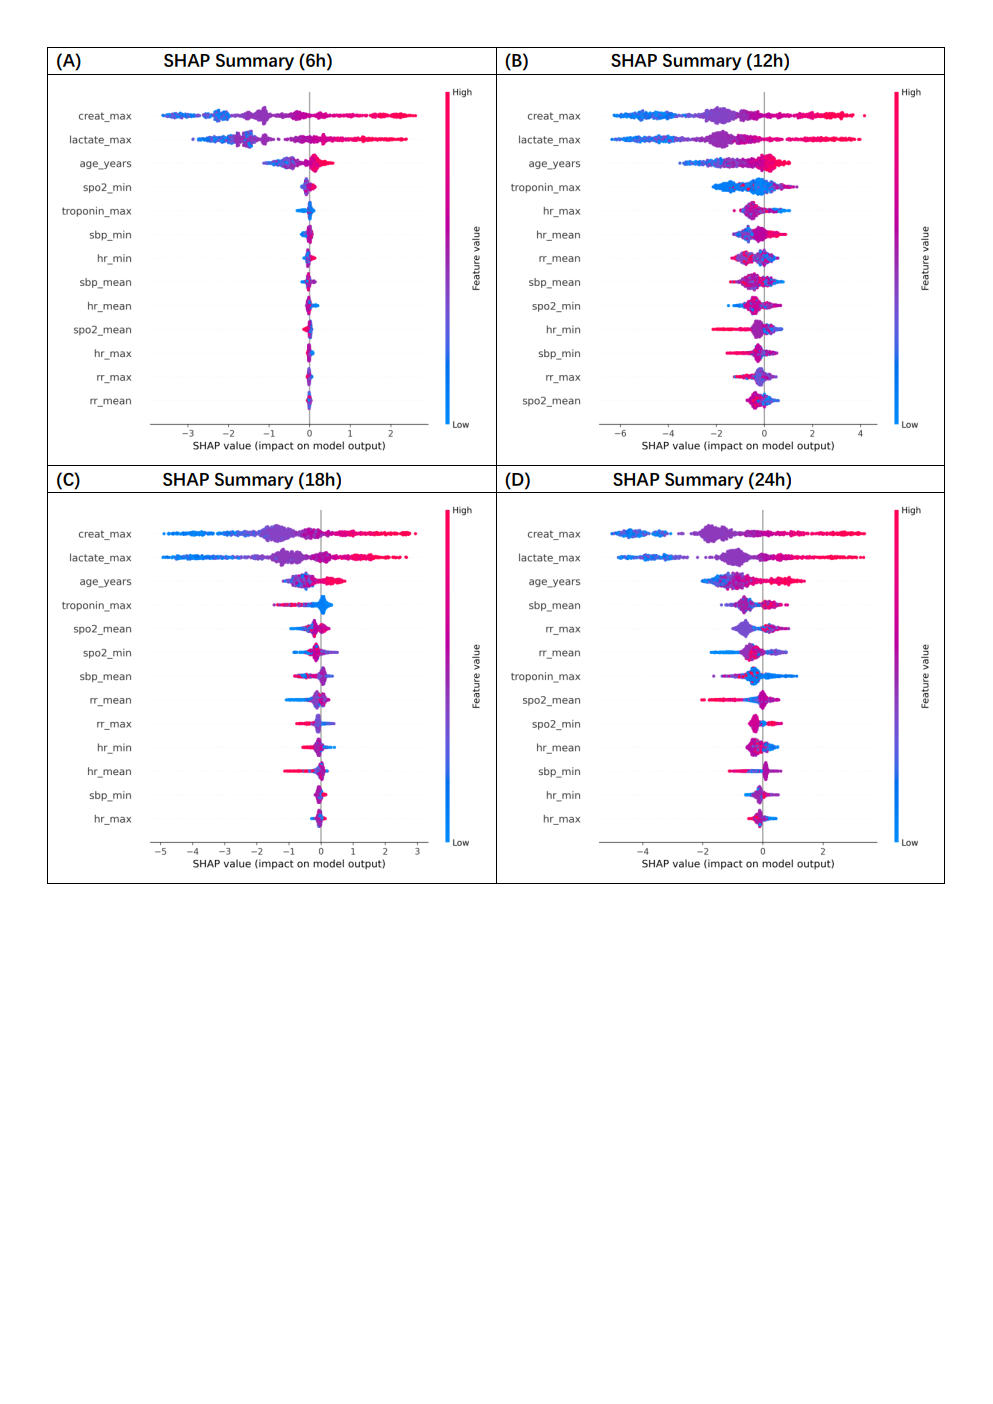 (A) SHAP Summary (6h)
High
creat_max
lactate_max
age_years
spo2_min
troponin_max
sbp_min
hr_min
sbp_mean
hr_mean
spo2_mean
hr_max
rr_max
rr_mean
Feature value
Low
−3 −2 −1 0 1 2
SHAP value (impact on model output)
(B) SHAP Summary (12h)
High
creat_max
lactate_max
age_years
troponin_max
hr_max
hr_mean
rr_mean
sbp_mean
spo2_min
hr_min
sbp_min
rr_max
spo2_mean
Feature value
Low
−6 −4 −2 0 2 4
SHAP value (impact on model output)
(C) SHAP Summary (18h)
High
creat_max
lactate_max
age_years
troponin_max
spo2_mean
spo2_min
sbp_mean
rr_mean
rr_max
hr_min
hr_mean
sbp_min
hr_max
Feature value
Low
−5 −4 −3 −2 −1 0 1 2 3
SHAP value (impact on model output)
(D) SHAP Summary (24h)
High
creat_max
lactate_max
age_years
sbp_mean
rr_max
rr_mean
troponin_max
spo2_mean
spo2_min
hr_mean
sbp_min
hr_min
hr_max
Feature value
Low
−4 −2 0 2
SHAP value (impact on model output)